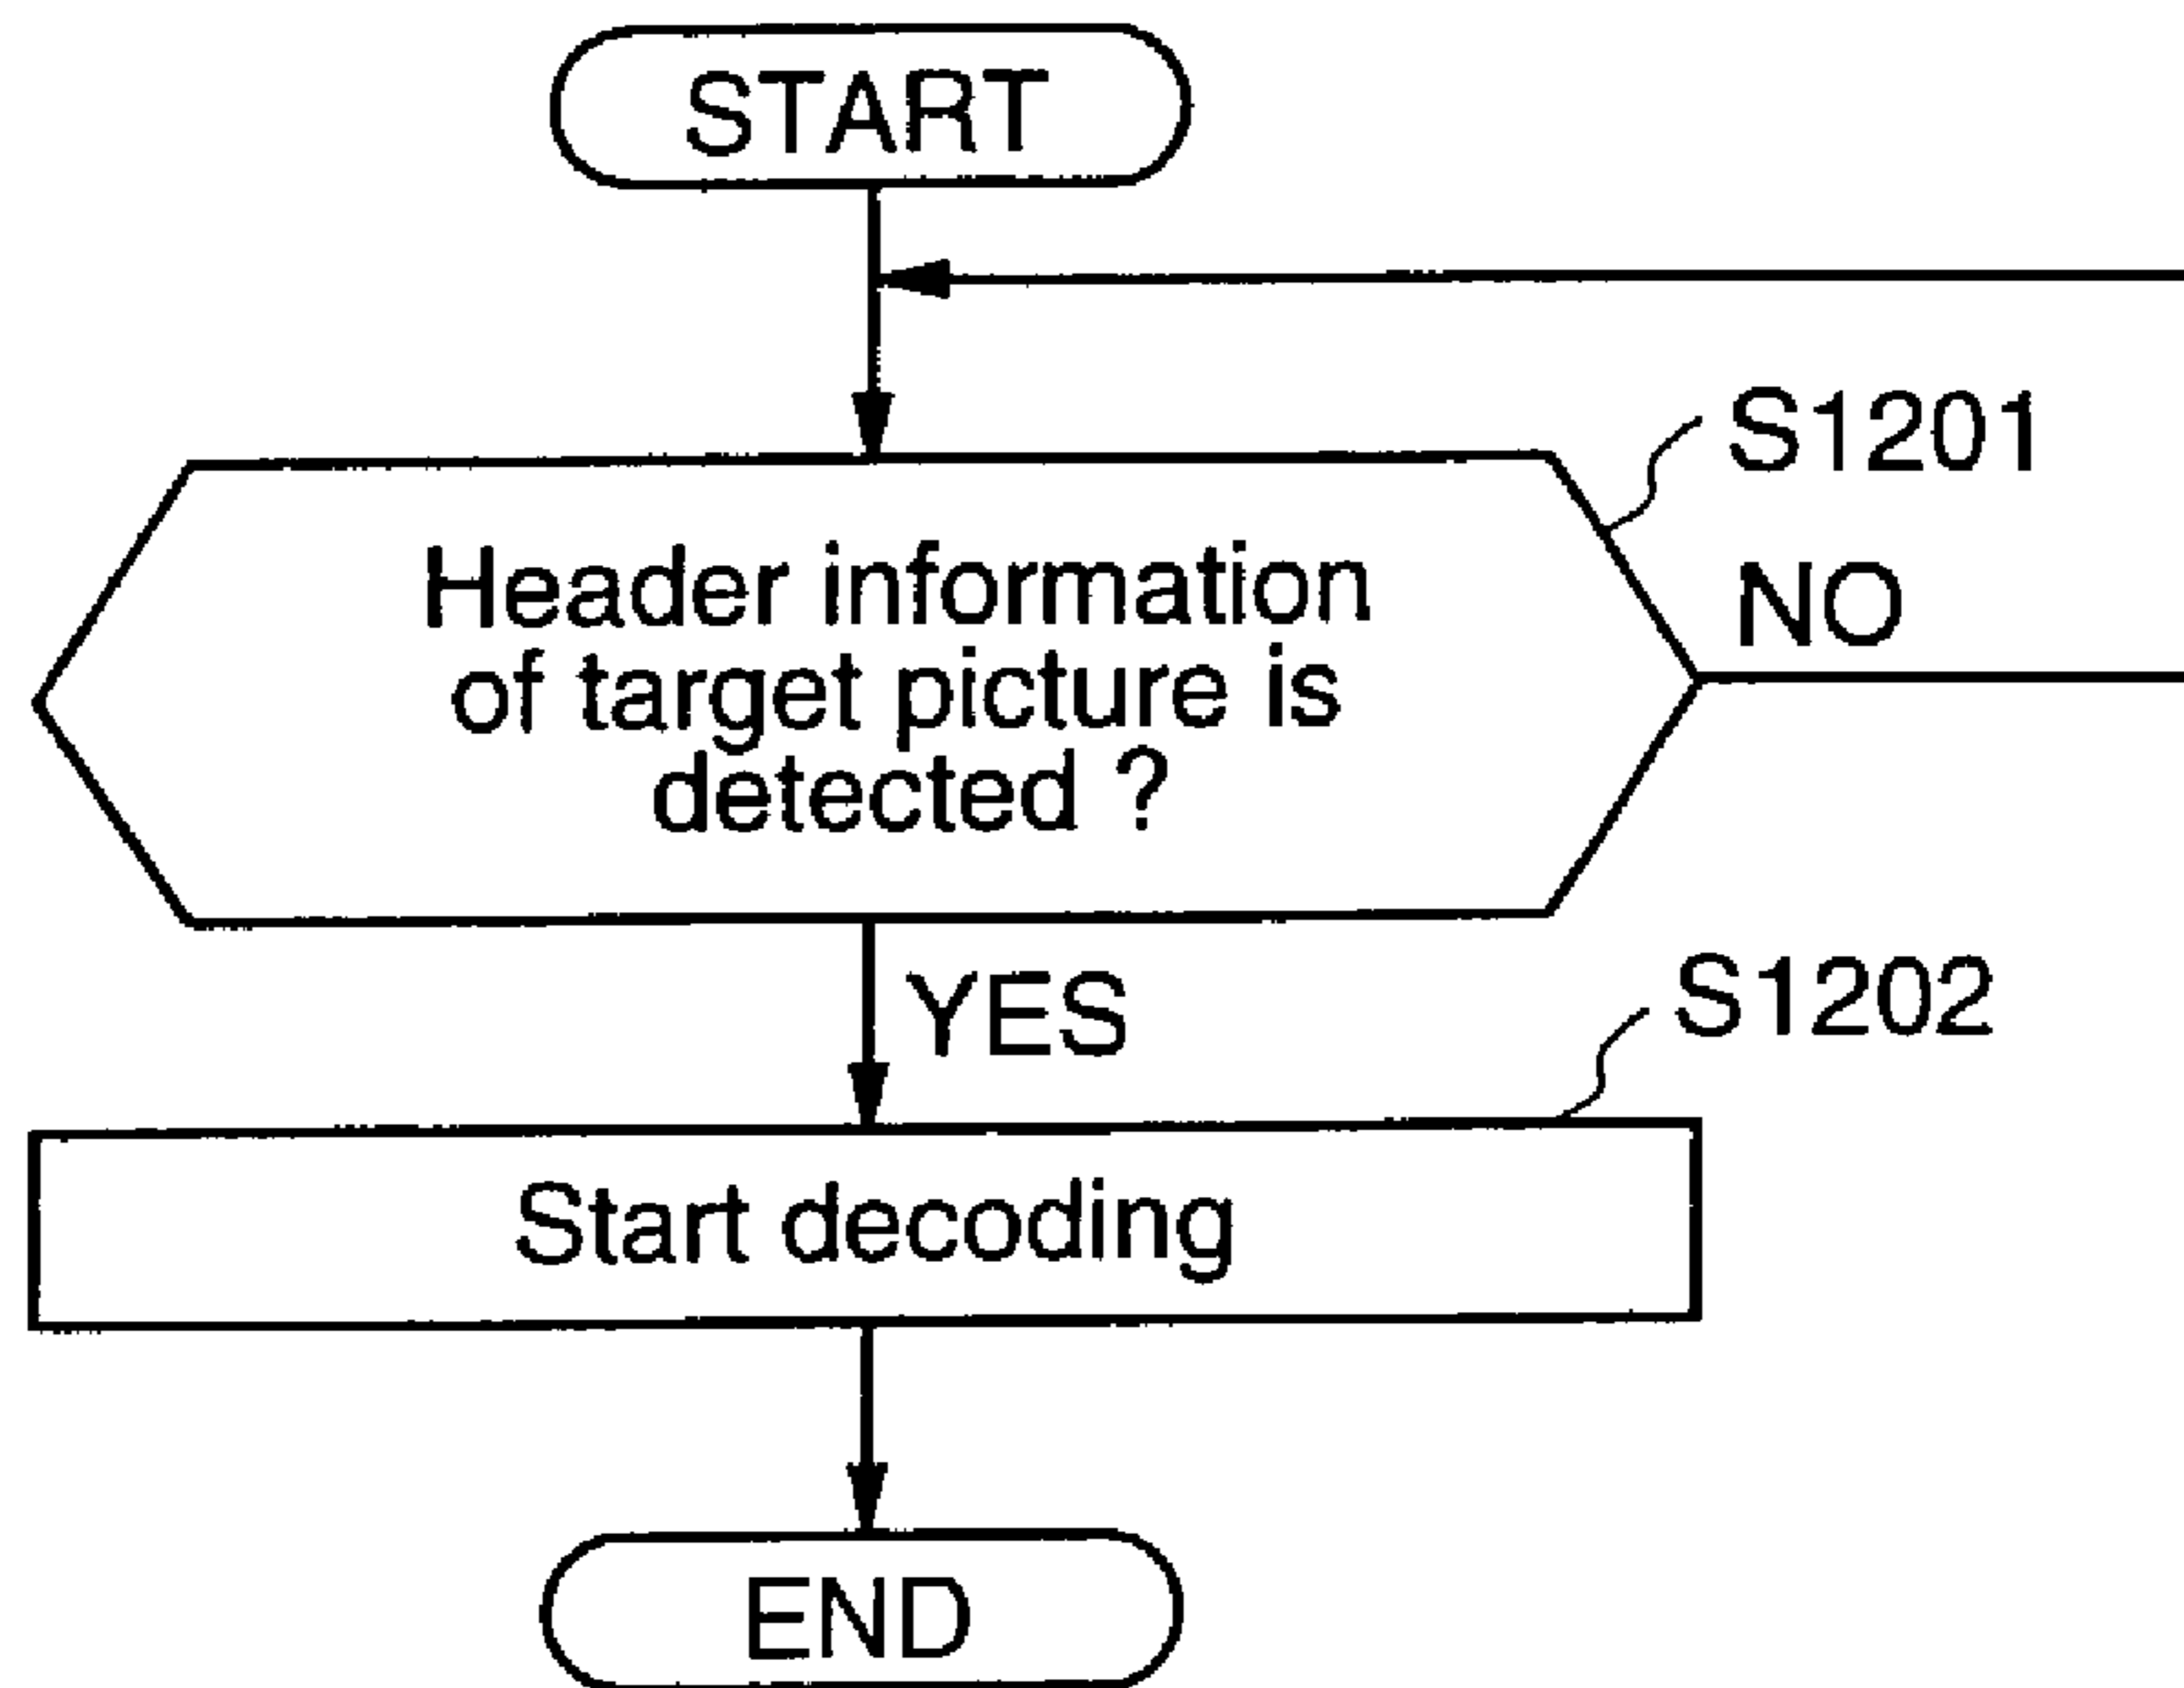 START
S1201
Header information
of target picture is
detected ?
NO
YES
S1202
Start decoding
END